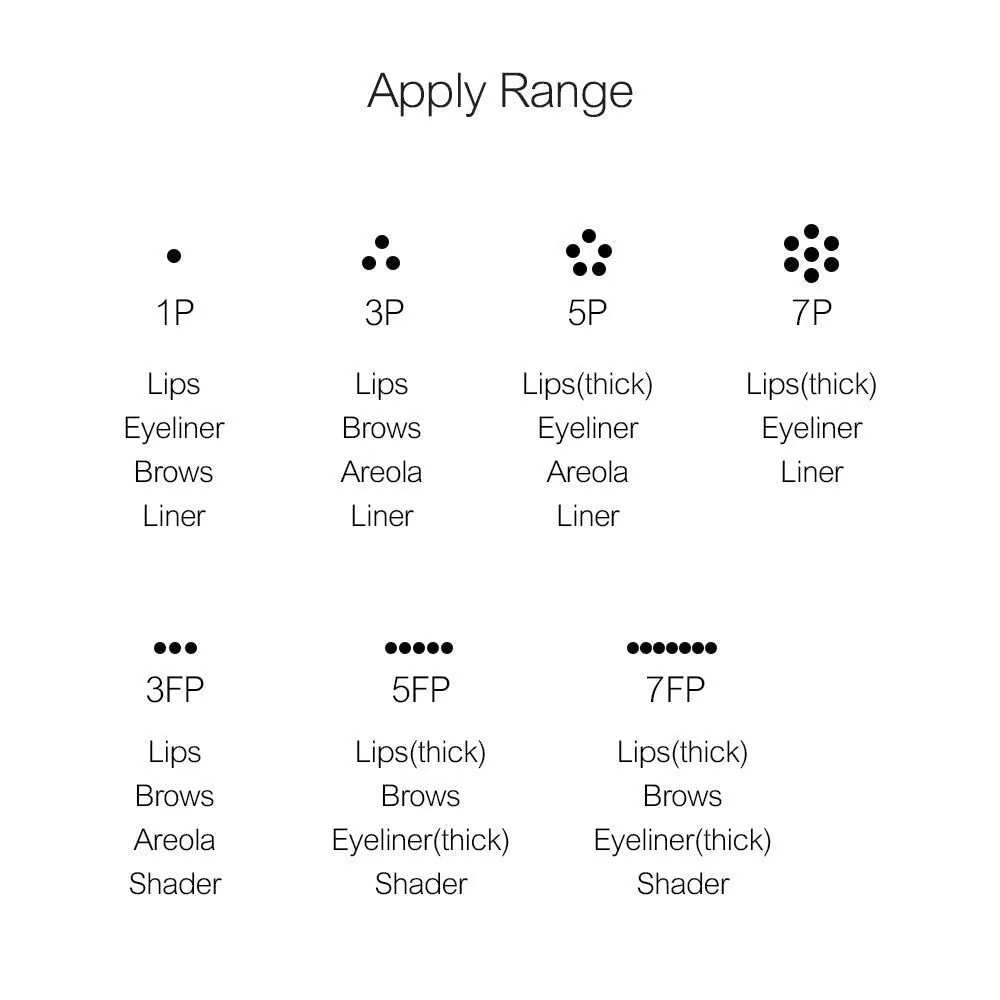 Apply Range
1P
Lips
Eyeliner
Brows
Liner
3P
Lips
Brows
Areola
Liner
5P
Lips(thick)
Eyeliner
Areola
Liner
7P
Lips(thick)
Eyeliner
Liner
3FP
Lips
Brows
Areola
Shader
5FP
Lips(thick)
Brows
Eyeliner(thick)
Shader
7FP
Lips(thick)
Brows
Eyeliner(thick)
Shader